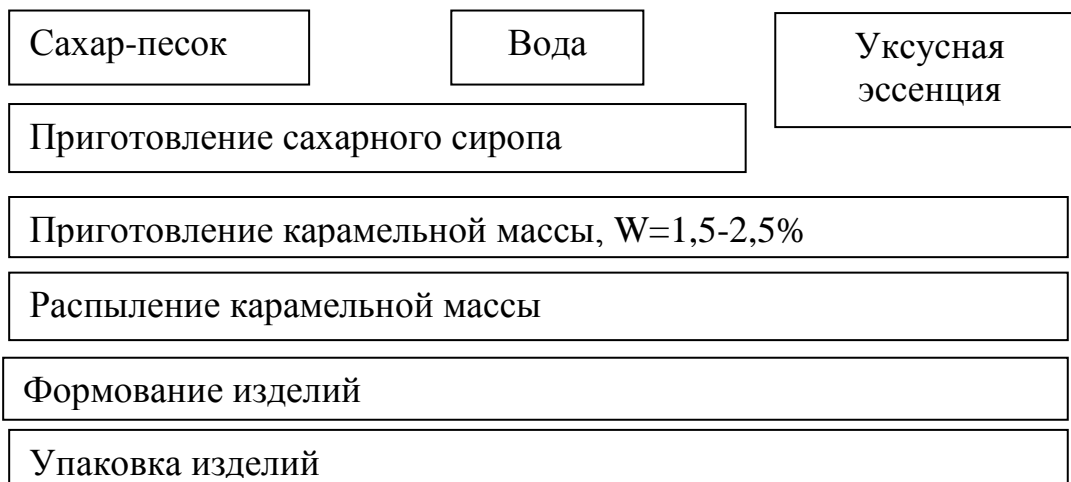 Сахар-песок
Вода
Уксусная
эссенция
Приготовление сахарного сиропа
Приготовление карамельной массы, W=1,5-2,5%
Распыление карамельной массы
Формование изделий
Упаковка изделий